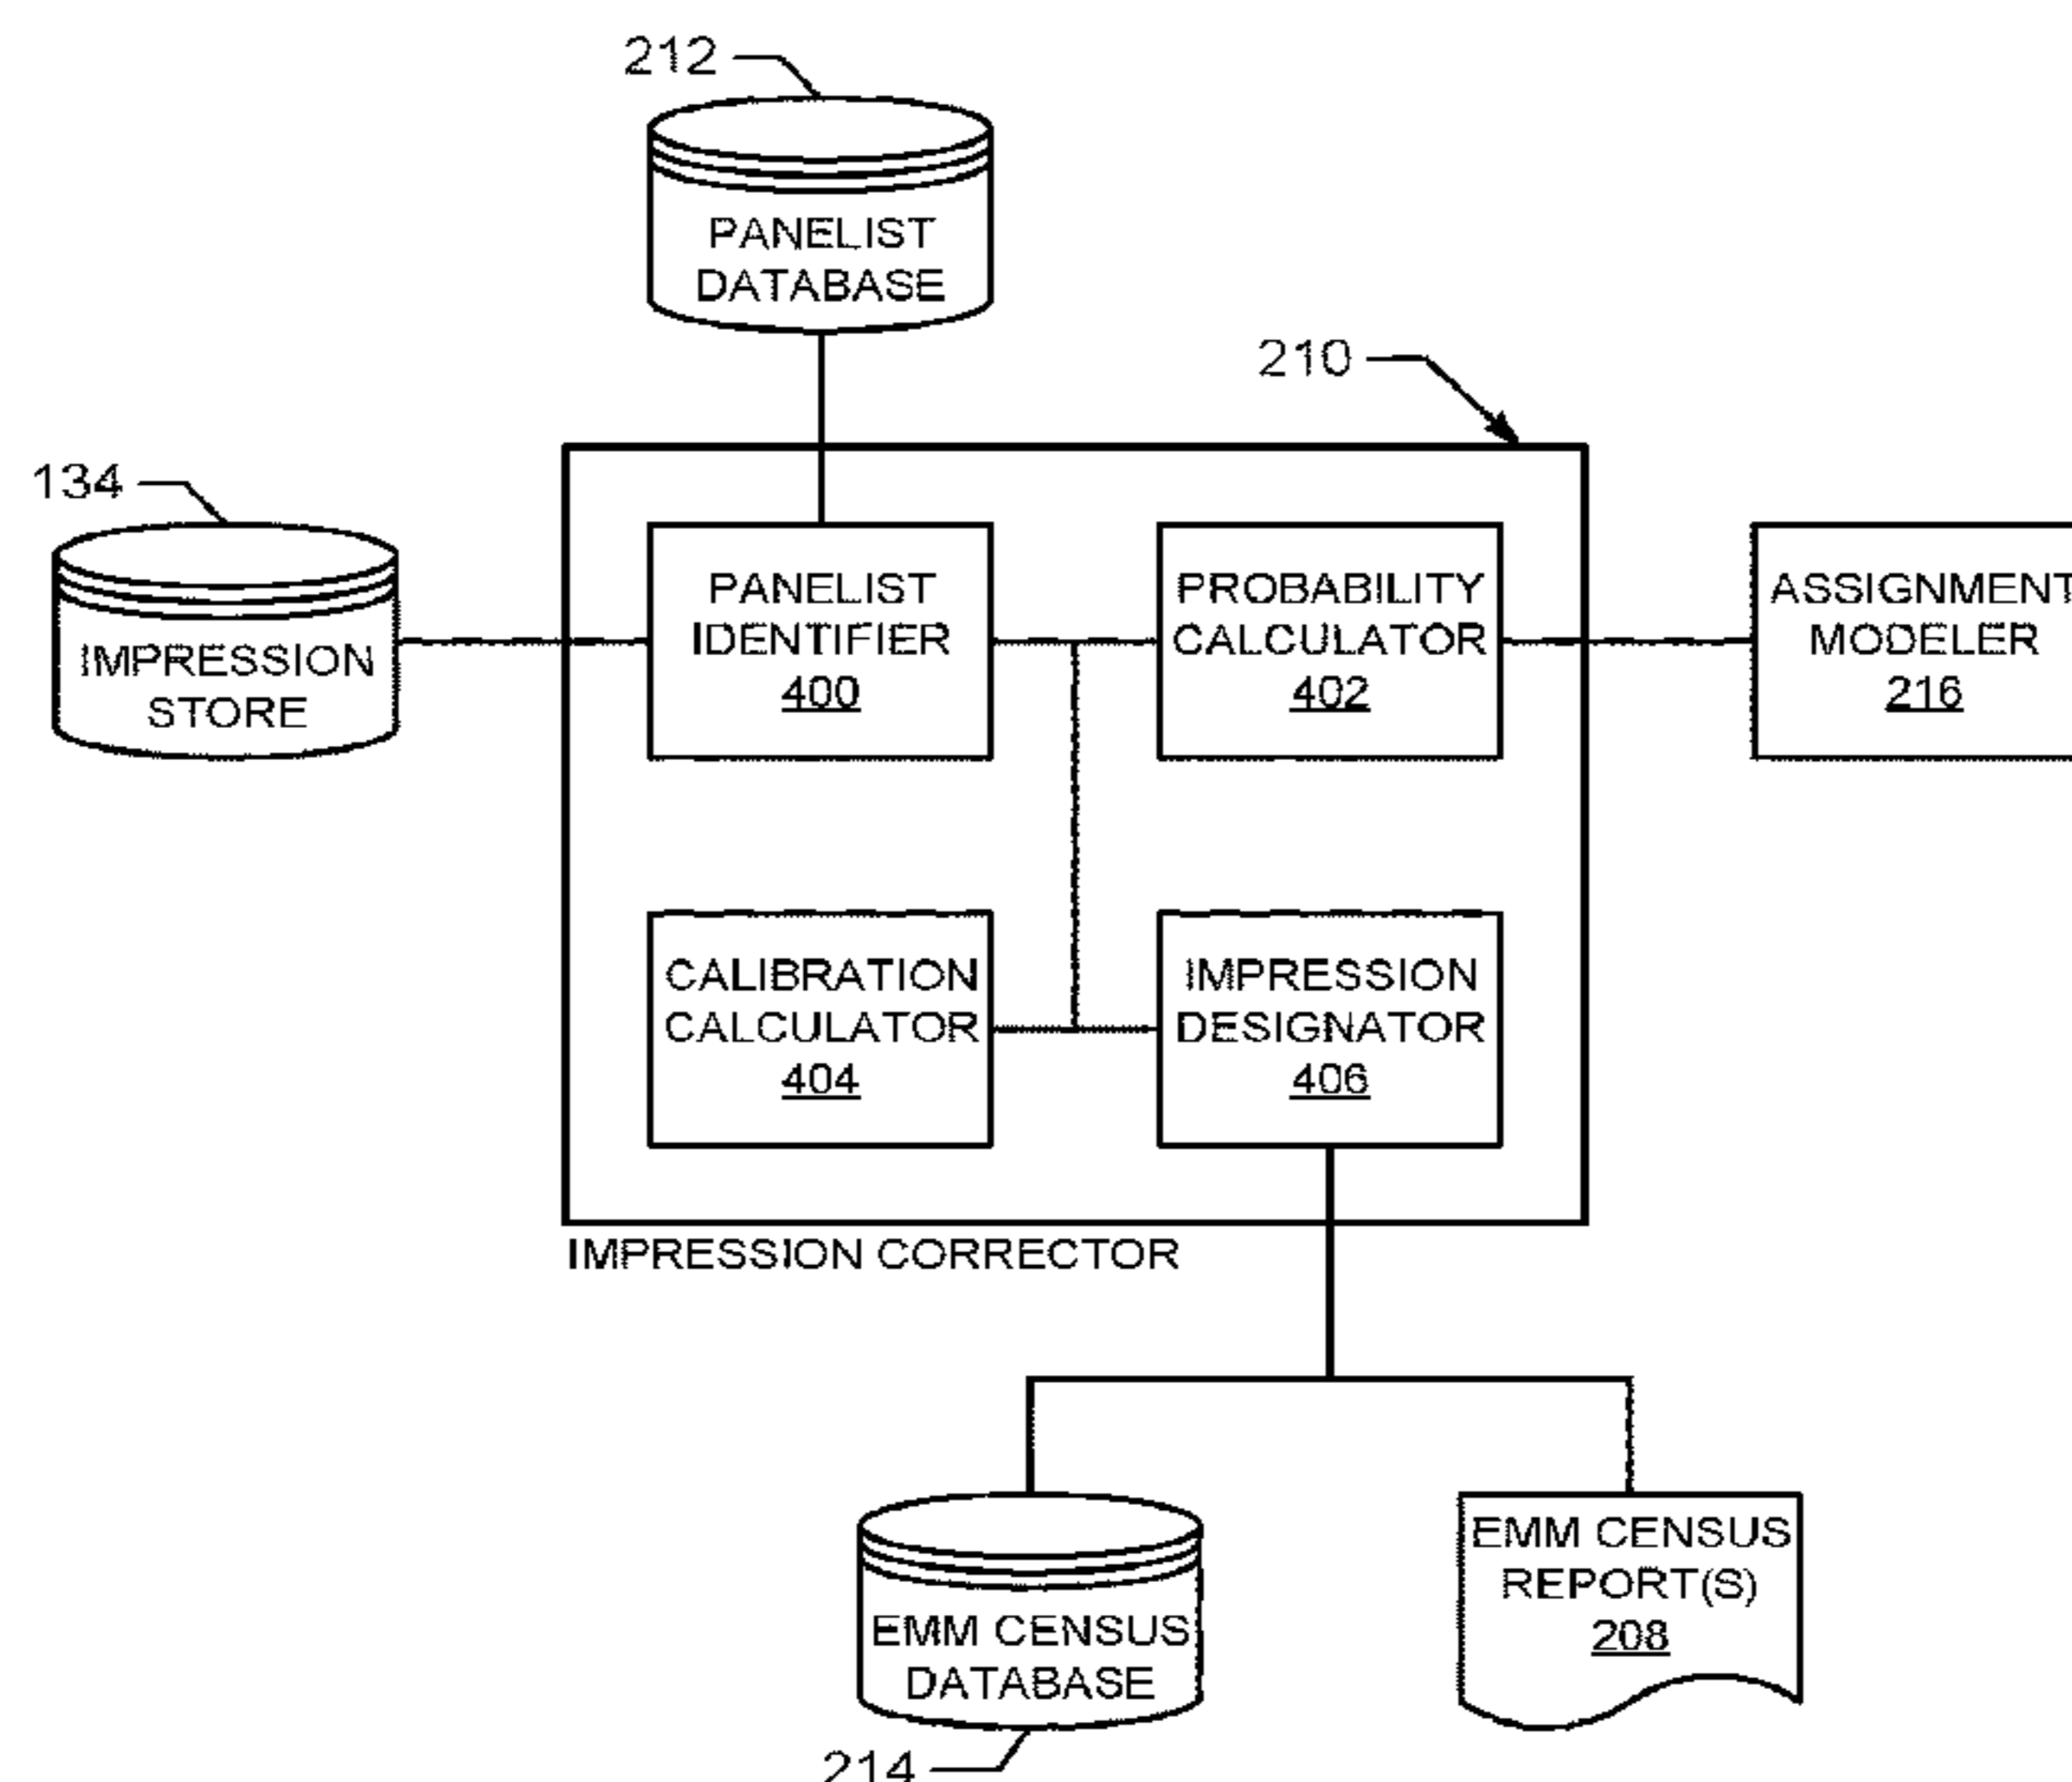 212
PANELIST
DATABASE
210
134
IMPRESSION
STORE
PANELIST
IDENTIFIER
400
PROBABILITY
CALCULATOR
402
ASSIGNMENT
MODELER
216
CALIBRATION
CALCULATOR
404
IMPRESSION
DESIGNATOR
406
IMPRESSION CORRECTOR
EMM CENSUS
DATABASE
214
EMM CENSUS
REPORT(S)
208